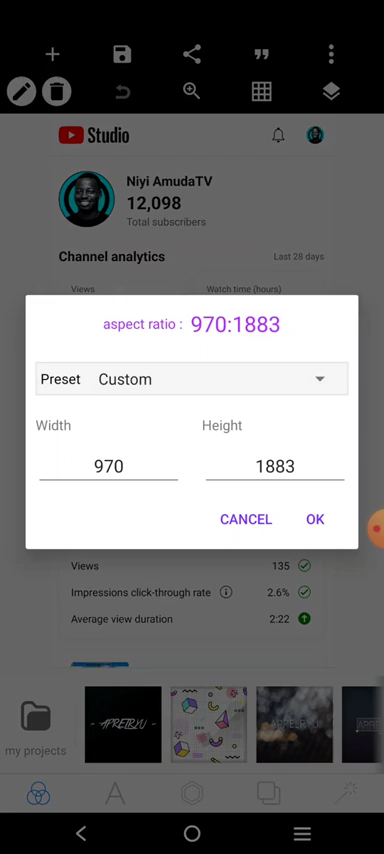 Studio
Niyi AmudaTV
12,098
Total subscribers
Channel analytics
Last 28 days
Views
Watch time (hours)
aspect ratio : 970:1883
Preset Custom
Width
Height
970
1883
CANCEL
OK
Views
135
Impressions click-through rate
2.6%
Average view duration
2:22
my projects